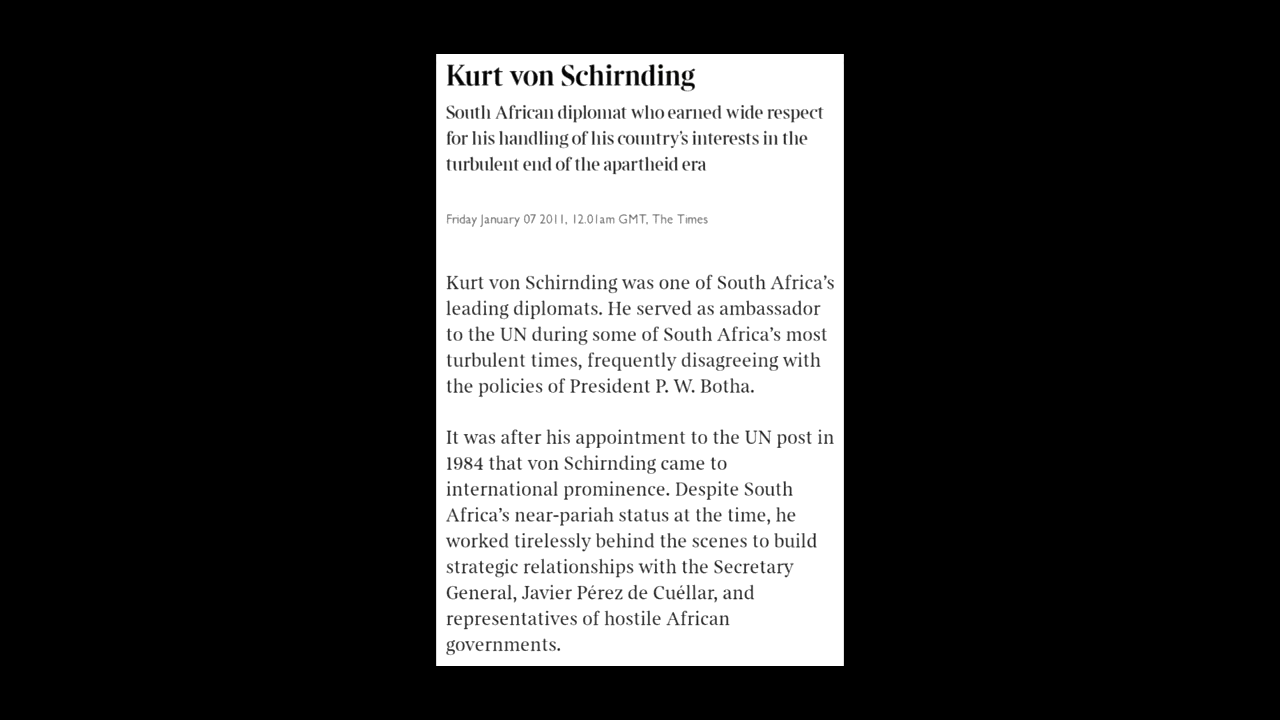 Kurt von Schirnding
South African diplomat who earned wide respect
for his handling of his country's interests in the
turbulent end of the apartheid era
Friday January 07 2011, 12.01am GMT, The Times
Kurt von Schirnding was one of South Africa's
leading diplomats. He served as ambassador
to the UN during some of South Africa's most
turbulent times, frequently disagreeing with
the policies of President P. W. Botha.
It was after his appointment to the UN post in
1984 that von Schirnding came to
international prominence. Despite South
Africa's near-pariah status at the time, he
worked tirelessly behind the scenes to build
strategic relationships with the Secretary
General, Javier Pérez de Cuéllar, and
representatives of hostile African
governments.